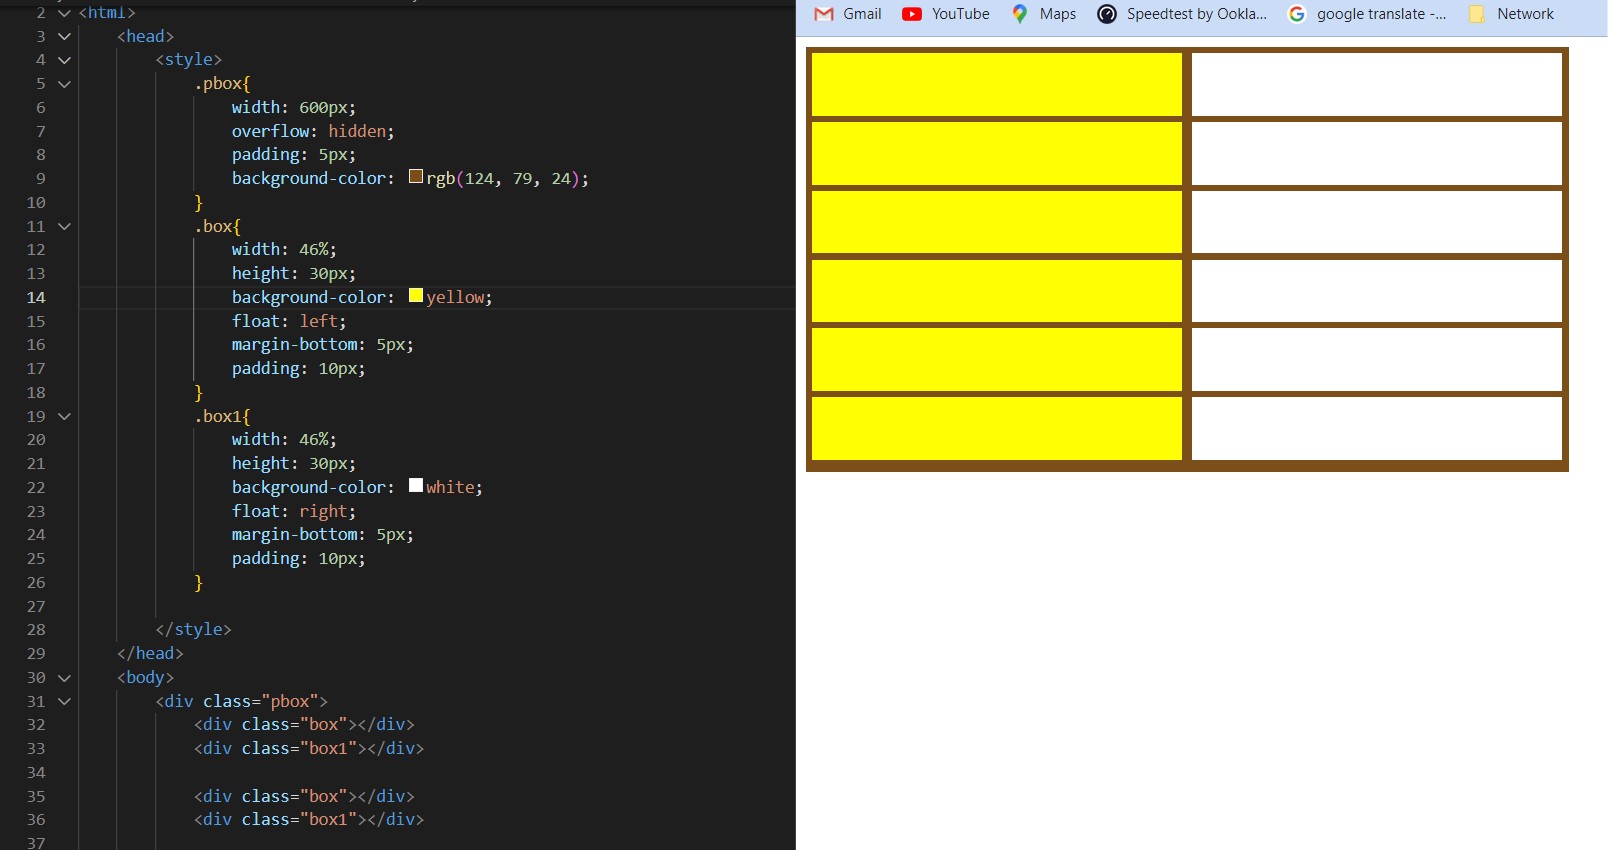 2 <html>
3 <head>
4 <style>
5 .pbox{
6 width: 600px;
7 overflow: hidden;
8 padding: 5px;
9 background-color: rgb(124, 79, 24);
10 }
11 .box{
12 width: 46%;
13 height: 30px;
14 background-color: yellow;
15 float: left;
16 margin-bottom: 5px;
17 padding: 10px;
18 }
19 .box1{
20 width: 46%;
21 height: 30px;
22 background-color: white;
23 float: right;
24 margin-bottom: 5px;
25 padding: 10px;
26 }
27
28 </style>
29 </head>
30 <body>
31 <div class="pbox">
32 <div class="box"></div>
33 <div class="box1"></div>
34
35 <div class="box"></div>
36 <div class="box1"></div>
37
Gmail YouTube Maps Speedtest by Ookla... google translate -... Network